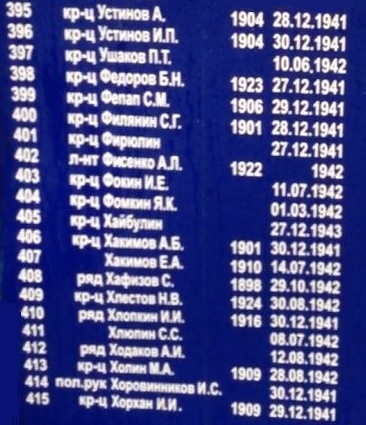 395 кр-ц Устинов А. 1904 28.12.1941
396 кр-ц Устинов И.П. 1904 30.12.1941
397 кр-ц Ушаков П.Т. 10.06.1942
398 кр-ц Федоров Б.Н. 1923 27.12.1941
399 кр-ц Фепап С.М. 1906 29.12.1941
400 кр-ц Филянин С.Г. 1901 28.12.1941
401 кр-ц Фирюлин 27.12.1941
402 л-нт Фисенко А.П. 1922 1942
403 кр-ц Фокин И.Е. 11.07.1942
404 кр-ц Фомкин Я.К. 01.03.1942
405 кр-ц Хайбулин 27.12.1943
406 кр-ц Хакимов А.Б. 1901 30.12.1941
407 Хакимов Е.А. 1910 14.07.1942
408 ряд Хафизов С. 1898 29.10.1942
409 кр-ц Хлестов Н.В. 1924 30.08.1942
410 ряд Хлопкин И.И. 1916 30.12.1941
411 Хлюпин С.С. 08.07.1942
412 ряд Ходаков А.И. 12.08.1942
413 кр-ц Холин М.А. 1909 28.08.1942
414 пол.рук Хоровинников И.С. 30.12.1941
415 кр-ц Хорхан И.И. 1909 29.12.1941